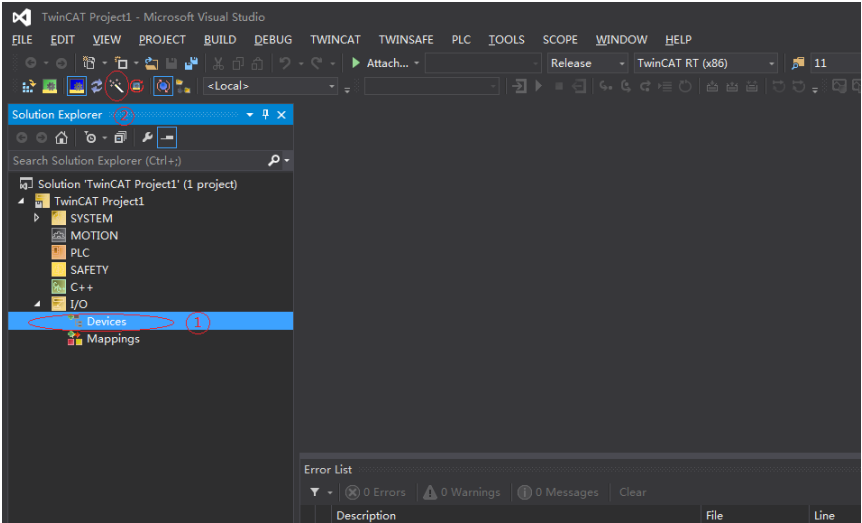 TwinCAT Project1 - Microsoft Visual Studio
FILE EDIT VIEW PROJECT BUILD DEBUG TWINCAT TWINSAFE PLC TOOLS SCOPE WINDOW HELP
Attach... Release TwinCAT RT (x86) 11
<Local>
Solution Explorer 2
Search Solution Explorer (Ctrl+;)
Solution 'TwinCAT Project1' (1 project)
TwinCAT Project1
SYSTEM
MOTION
PLC
SAFETY
C++
I/O
Devices 1
Mappings
Error List
0 Errors 0 Warnings 0 Messages Clear
Description File Line